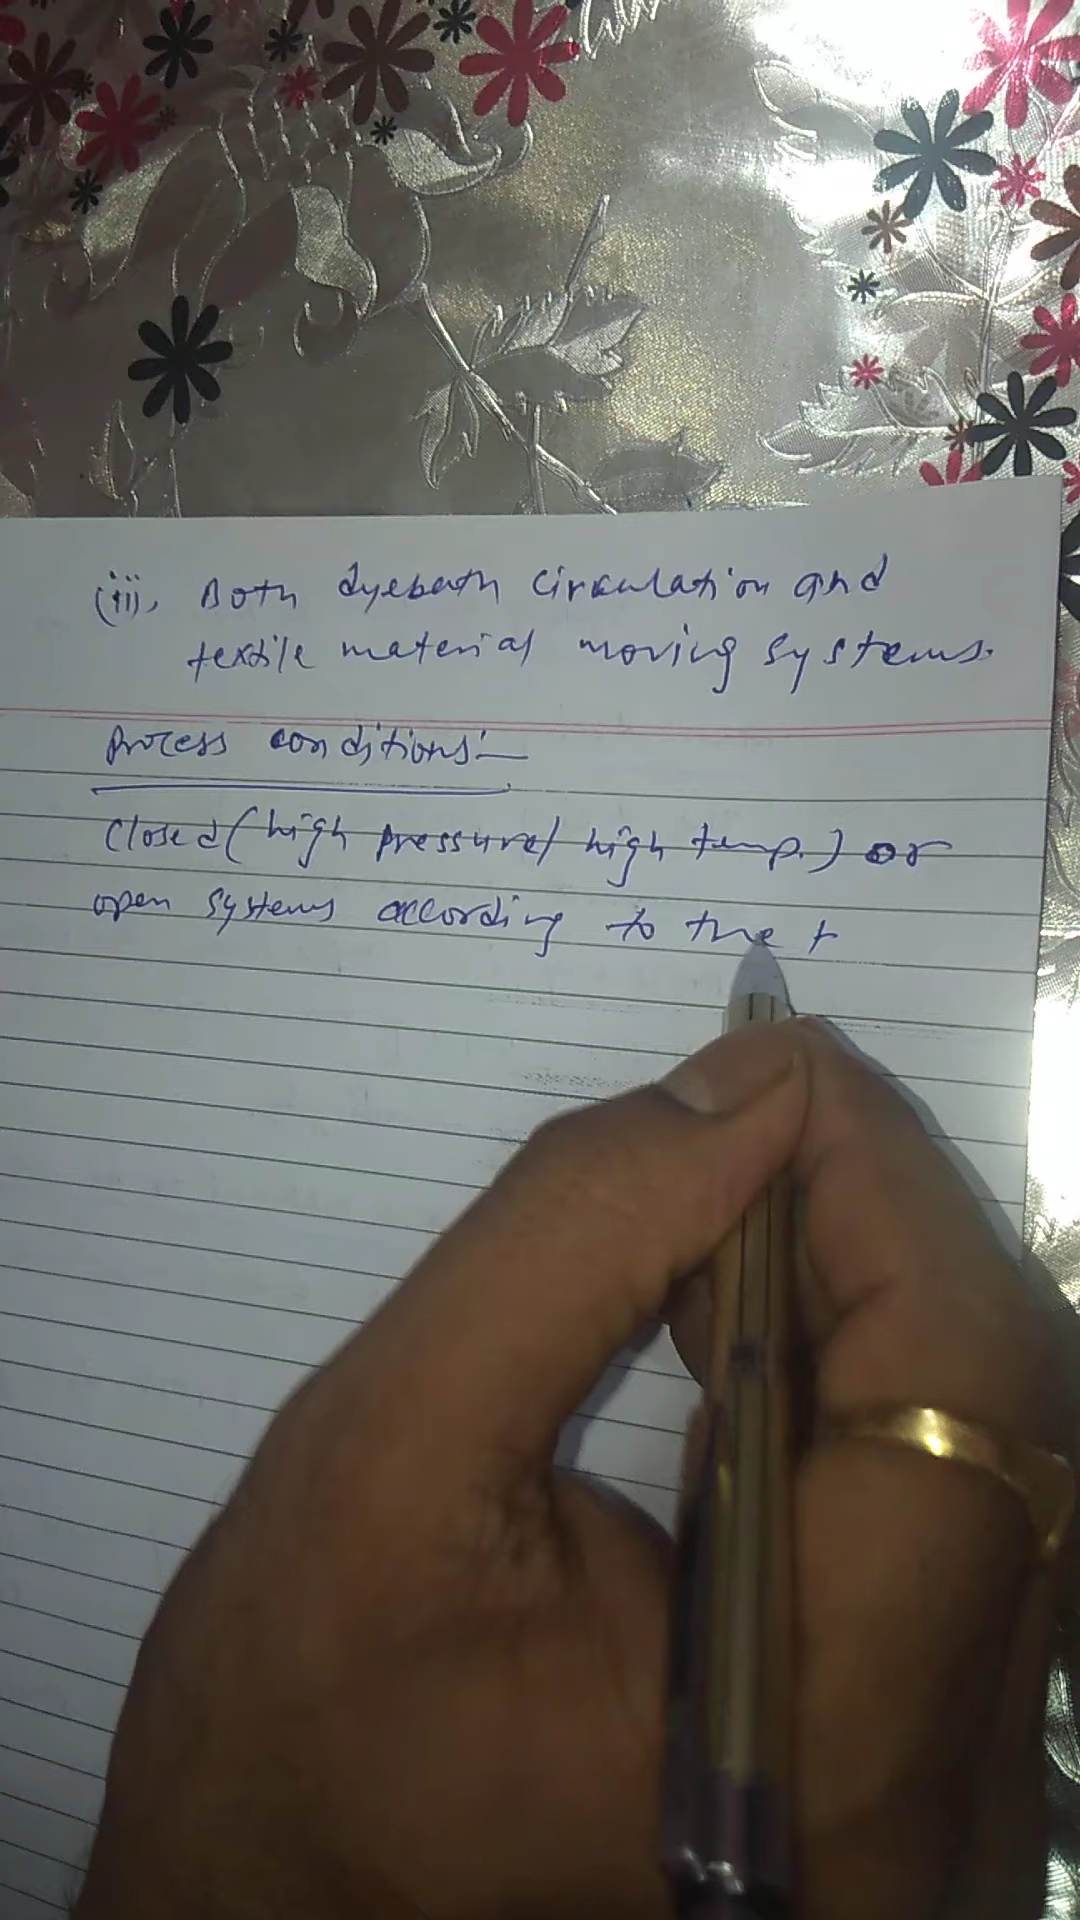 (iii), Both dyebath circulation and
textile material moving systems.
Process conditions:-
Closed (high pressure/high temp.) or
open systems according to the t